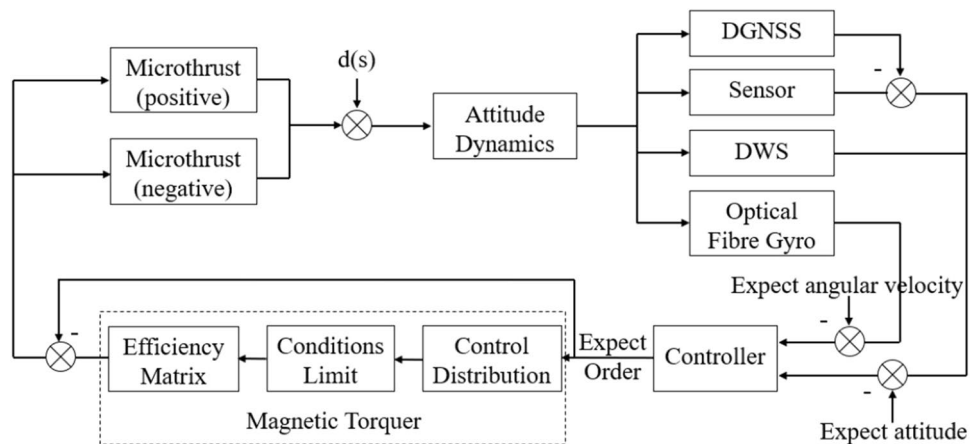 DGNSS
Microthrust
(positive)
d(s)
-
Sensor
Attitude
Dynamics
Microthrust
(negative)
DWS
Optical
Fibre Gyro
Expect angular velocity
-
-
Efficiency
Matrix
Conditions
Limit
Control
Distribution
Expect
Order
Controller
-
Magnetic Torquer
Expect attitude